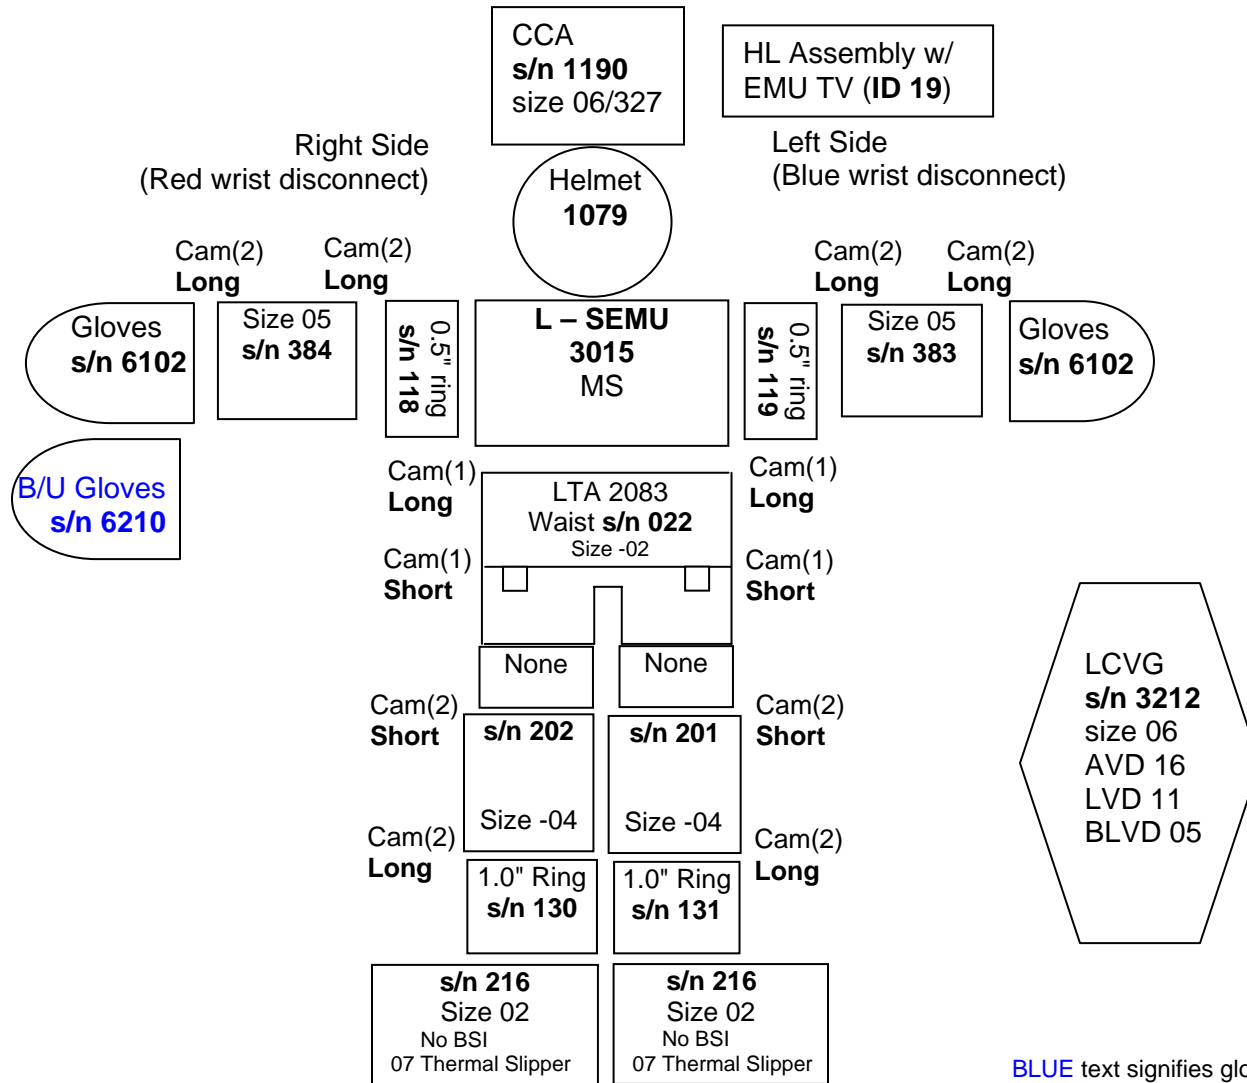 CCA
s/n 1190
size 06/327
HL Assembly w/
EMU TV (ID 19)
Right Side
(Red wrist disconnect)
Left Side
(Blue wrist disconnect)
Helmet
1079
Cam(2)
Long
Cam(2)
Long
Cam(2)
Long
Cam(2)
Long
Gloves
s/n 6102
Size 05
s/n 384
0.5" ring
s/n 118
L – SEMU
3015
MS
0.5" ring
s/n 119
Size 05
s/n 383
Gloves
s/n 6102
B/U Gloves
s/n 6210
Cam(1)
Long
LTA 2083
Waist s/n 022
Size -02
Cam(1)
Long
Cam(1)
Short
Cam(1)
Short
None
None
Cam(2)
Short
s/n 202
Size -04
s/n 201
Size -04
Cam(2)
Short
Cam(2)
Long
Cam(2)
Long
1.0" Ring
s/n 130
1.0" Ring
s/n 131
s/n 216
Size 02
No BSI
07 Thermal Slipper
s/n 216
Size 02
No BSI
07 Thermal Slipper
LCVG
s/n 3212
size 06
AVD 16
LVD 11
BLVD 05
BLUE text signifies